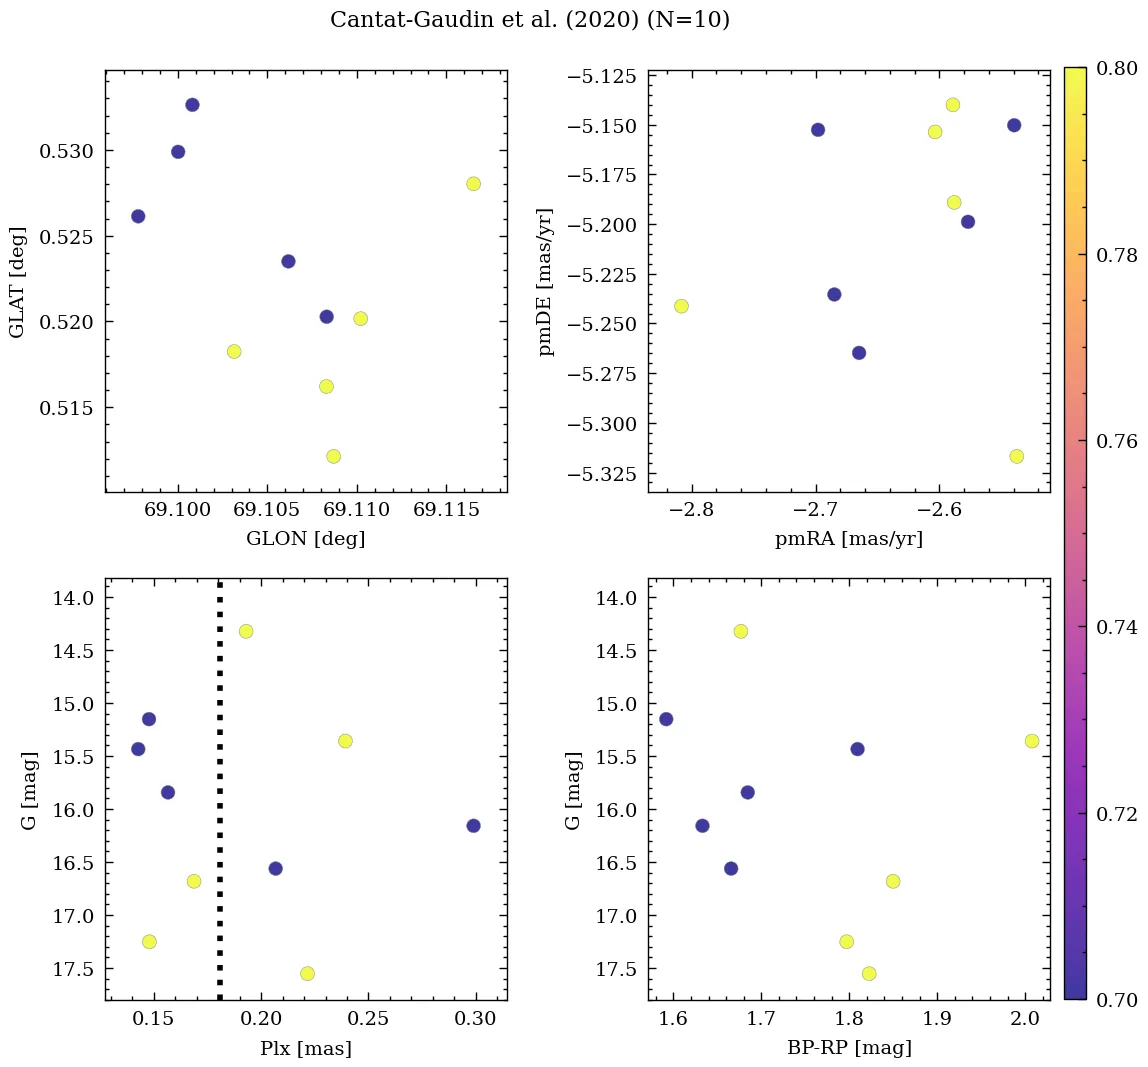 Cantat-Gaudin et al. (2020) (N=10)
0.530
0.525
0.520
0.515
GLAT [deg]
69.100 69.105 69.110 69.115
GLON [deg]
−5.125
−5.150
−5.175
−5.200
−5.225
−5.250
−5.275
−5.300
−5.325
pmDE [mas/yr]
−2.8 −2.7 −2.6
pmRA [mas/yr]
14.0
14.5
15.0
15.5
16.0
16.5
17.0
17.5
G [mag]
0.15 0.20 0.25 0.30
Plx [mas]
14.0
14.5
15.0
15.5
16.0
16.5
17.0
17.5
G [mag]
1.6 1.7 1.8 1.9 2.0
BP-RP [mag]
0.80
0.78
0.76
0.74
0.72
0.70